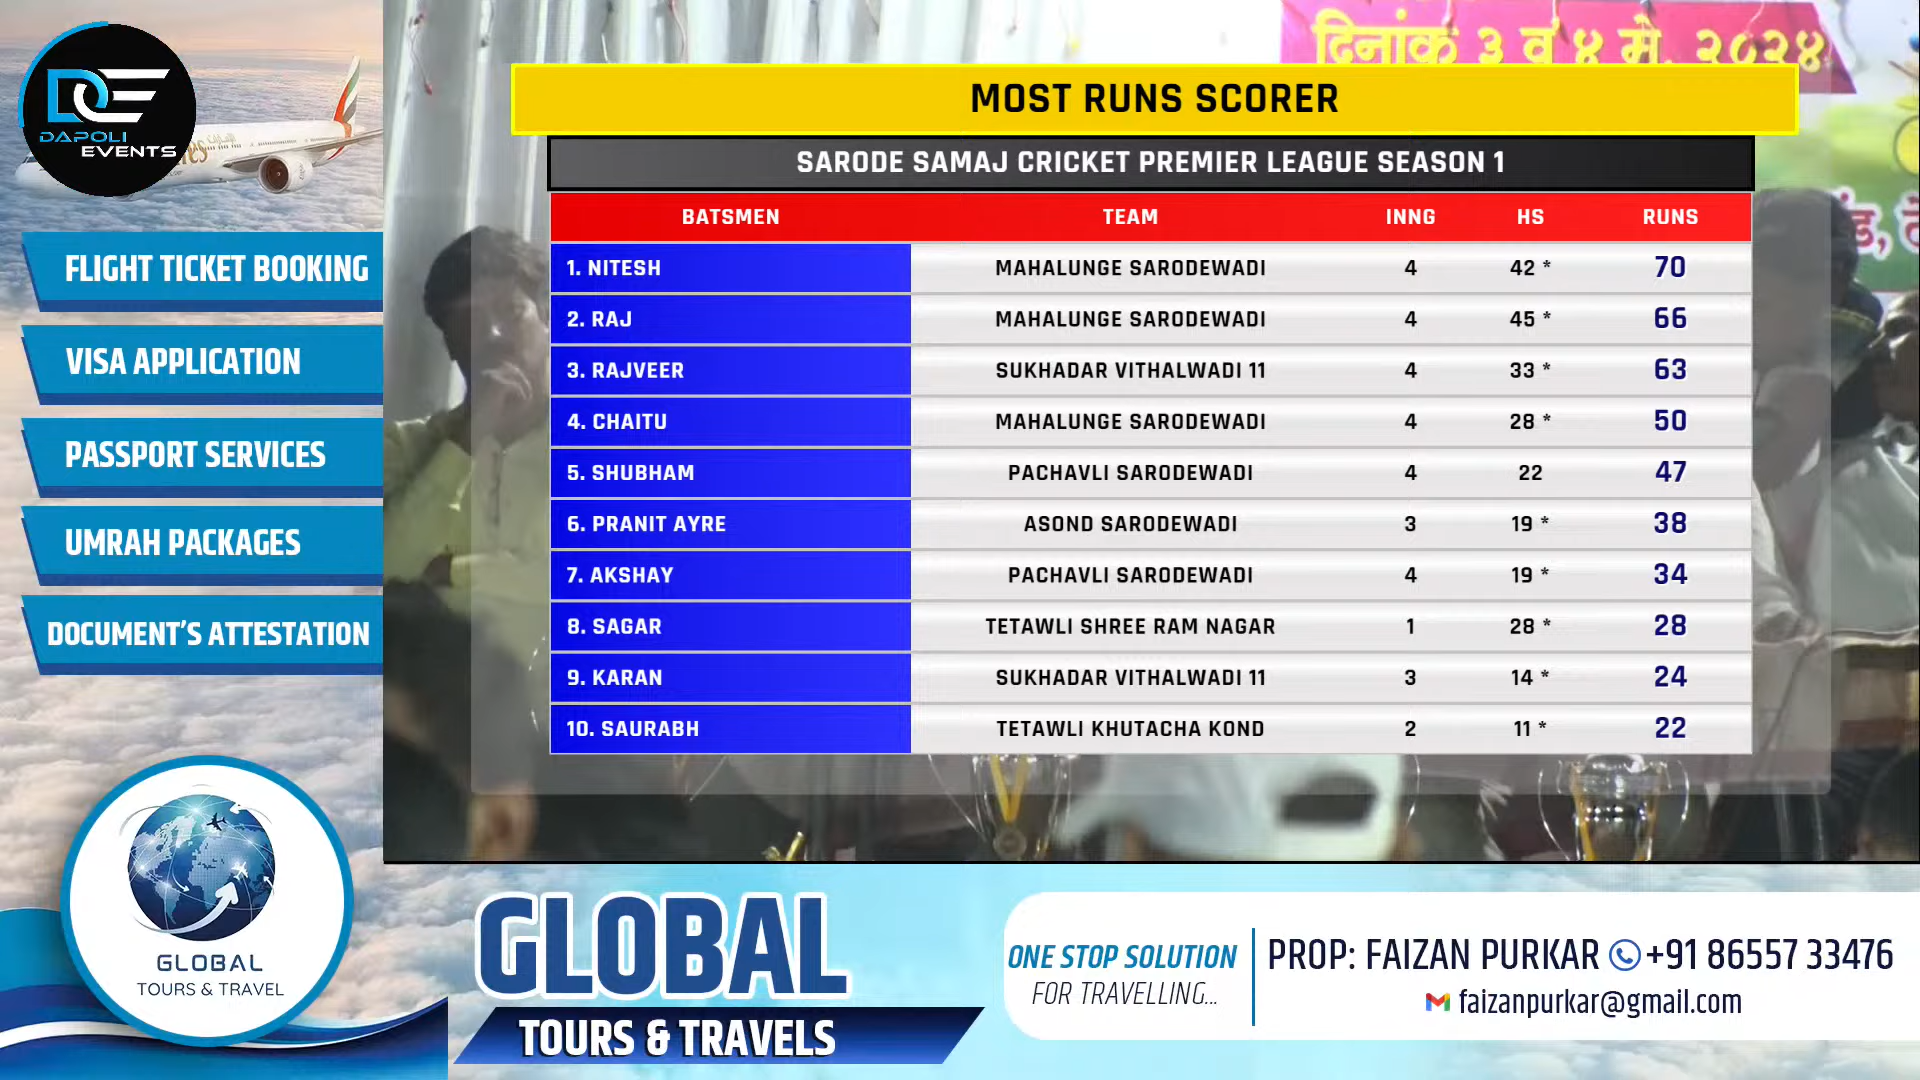 DAPOLI
EVENTS
FLIGHT TICKET BOOKING
VISA APPLICATION
PASSPORT SERVICES
UMRAH PACKAGES
DOCUMENT'S ATTESTATION
GLOBAL
TOURS & TRAVEL
दिनांक ३ व ४ मे. २०२४
MOST RUNS SCORER
SARODE SAMAJ CRICKET PREMIER LEAGUE SEASON 1
BATSMEN TEAM INNG HS RUNS
1. NITESH MAHALUNGE SARODEWADI 4 42 * 70
2. RAJ MAHALUNGE SARODEWADI 4 45 * 66
3. RAJVEER SUKHADAR VITHALWADI 11 4 33 * 63
4. CHAITU MAHALUNGE SARODEWADI 4 28 * 50
5. SHUBHAM PACHAVLI SARODEWADI 4 22 47
6. PRANIT AYRE ASOND SARODEWADI 3 19 * 38
7. AKSHAY PACHAVLI SARODEWADI 4 19 * 34
8. SAGAR TETAWLI SHREE RAM NAGAR 1 28 * 28
9. KARAN SUKHADAR VITHALWADI 11 3 14 * 24
10. SAURABH TETAWLI KHUTACHA KOND 2 11 * 22
GLOBAL
TOURS & TRAVELS
ONE STOP SOLUTION
FOR TRAVELLING...
PROP: FAIZAN PURKAR +91 86557 33476
faizanpurkar@gmail.com